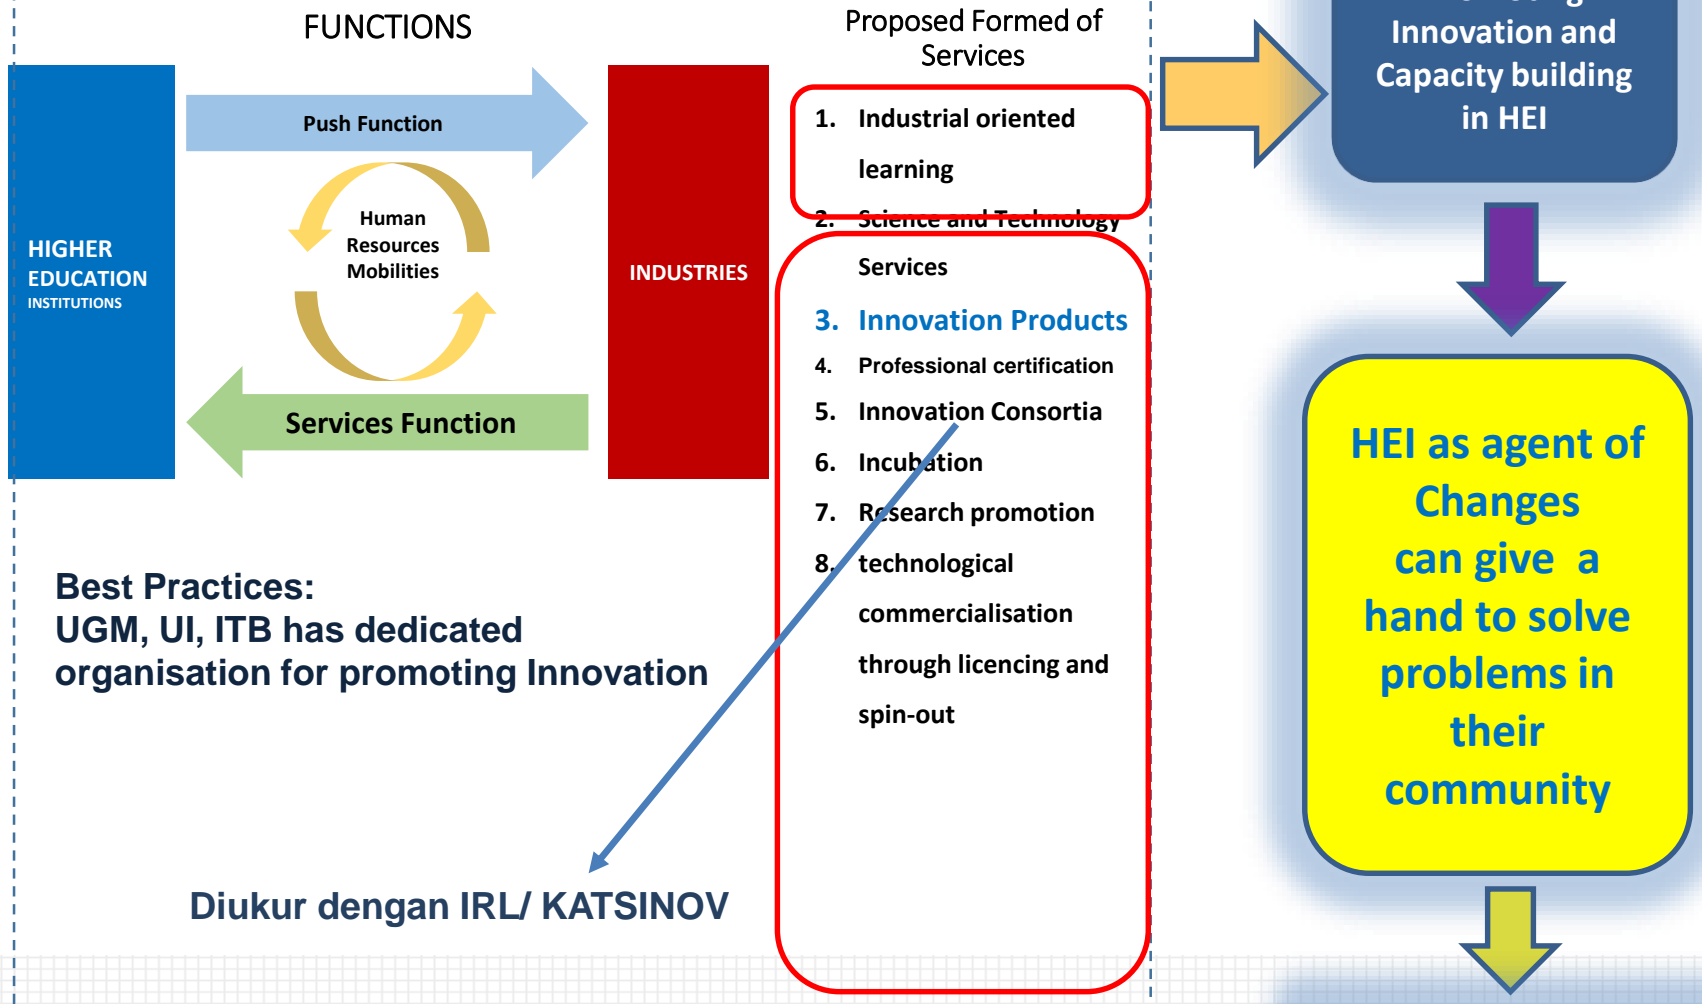 FUNCTIONS
HIGHER
EDUCATION
INSTITUTIONS
Push Function
Human
Resources
Mobilities
Services Function
INDUSTRIES
Best Practices:
UGM, UI, ITB has dedicated
organisation for promoting Innovation
Diukur dengan IRL/ KATSINOV
Proposed Formed of
Services
1. Industrial oriented
learning
2. Science and Technology
Services
3. Innovation Products
4. Professional certification
5. Innovation Consortia
6. Incubation
7. Research promotion
8. technological
commercialisation
through licencing and
spin-out
Innovation and
Capacity building
in HEI
HEI as agent of
Changes
can give a
hand to solve
problems in
their
community